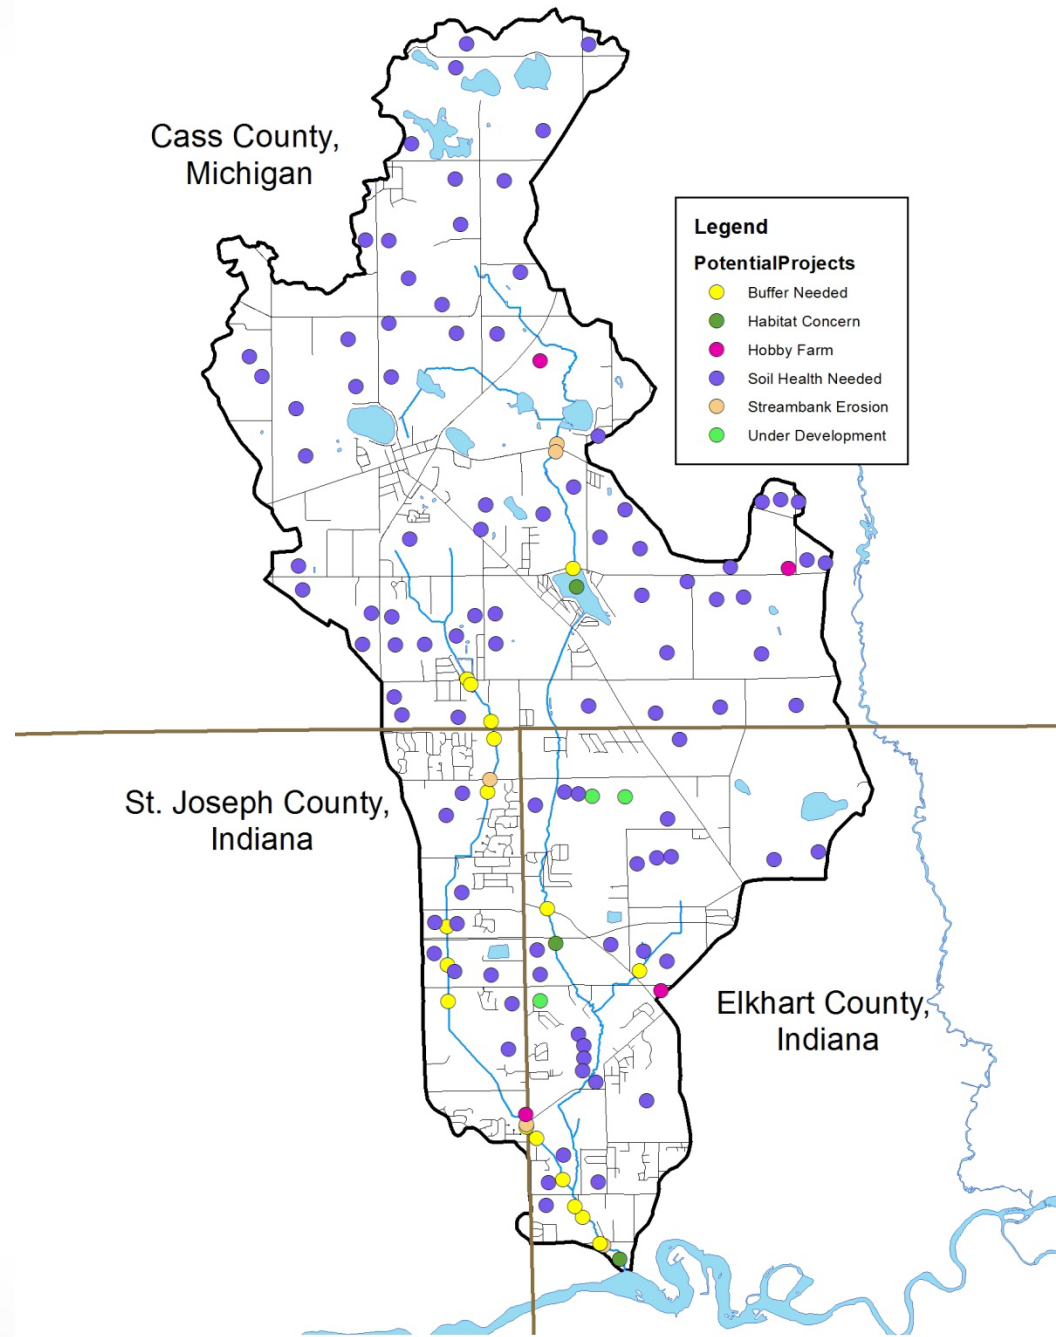 Cass County,
Michigan
Legend
PotentialProjects
Buffer Needed
Habitat Concern
Hobby Farm
Soil Health Needed
Streambank Erosion
Under Development
St. Joseph County,
Indiana
Elkhart County,
Indiana